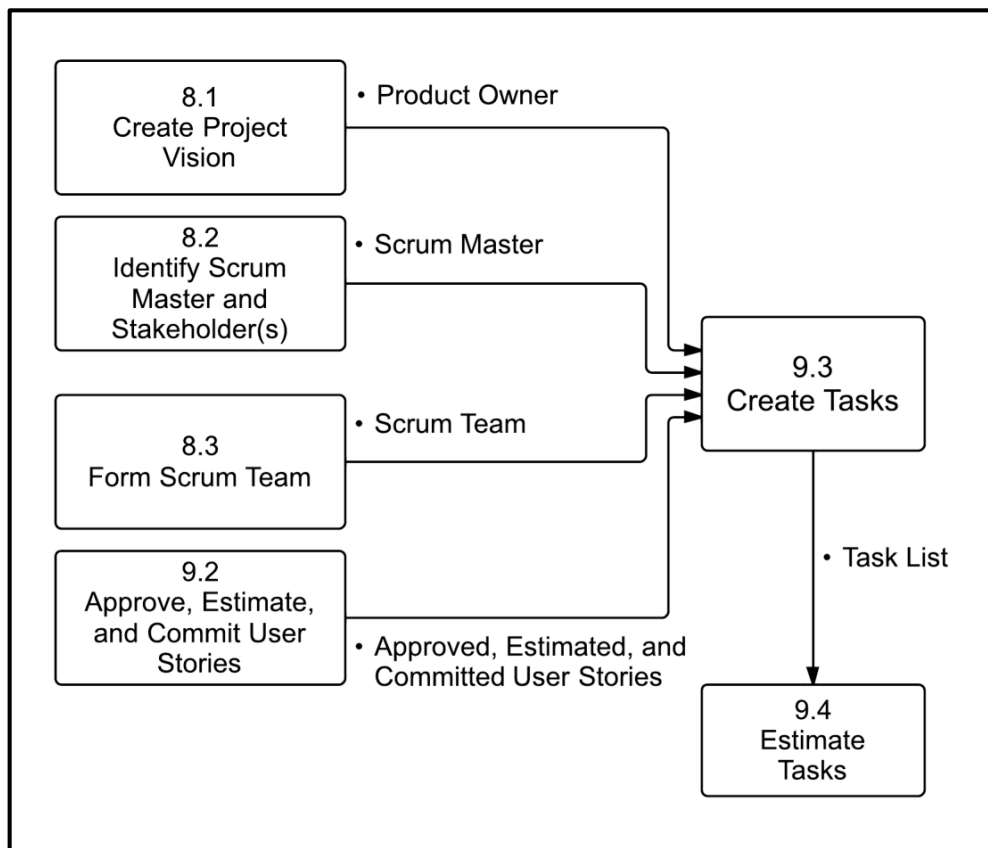 8.1
Create Project
Vision
• Product Owner
8.2
Identify Scrum
Master and
Stakeholder(s)
• Scrum Master
8.3
Form Scrum Team
• Scrum Team
9.2
Approve, Estimate,
and Commit User
Stories
• Approved, Estimated, and
Committed User Stories
9.3
Create Tasks
• Task List
9.4
Estimate
Tasks